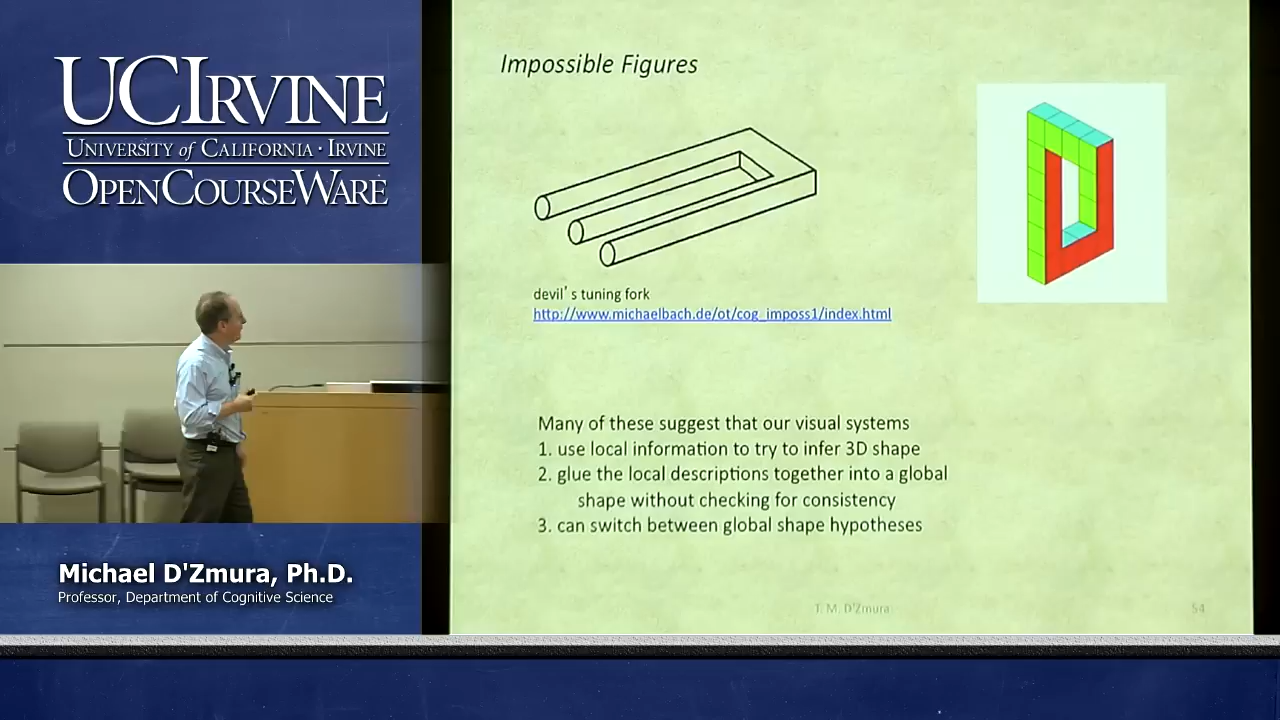 UCIRVINE
UNIVERSITY of CALIFORNIA · IRVINE
OPENCOURSEWARE
Michael D'Zmura, Ph.D.
Professor, Department of Cognitive Science
Impossible Figures
devil's tuning fork
http://www.michaelbach.de/ot/cog_imposs1/index.html
Many of these suggest that our visual systems
1. use local information to try to infer 3D shape
2. glue the local descriptions together into a global
shape without checking for consistency
3. can switch between global shape hypotheses
T. M. D'Zmura
54